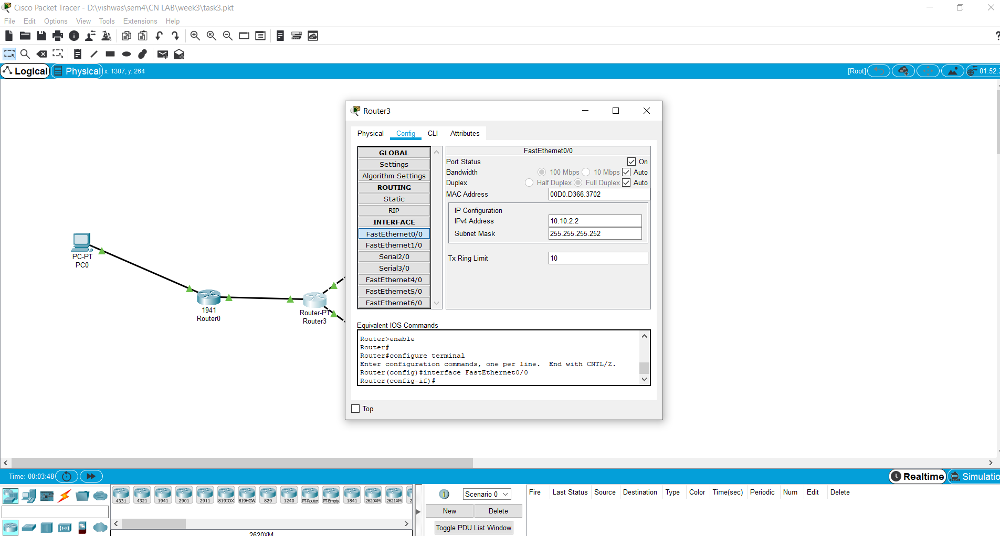 Cisco Packet Tracer - D:\vishwas\sem4\CN LAB\week3\task3.pkt
File Edit Options View Tools Extensions Help
?
Logical Physical x: 1307, y: 264 [Root] 01:52:
Router3
Physical Config CLI Attributes
GLOBAL
Settings
Algorithm Settings
ROUTING
Static
RIP
INTERFACE
FastEthernet0/0
FastEthernet1/0
Serial2/0
Serial3/0
FastEthernet4/0
FastEthernet5/0
FastEthernet6/0
FastEthernet0/0
Port Status On
Bandwidth 100 Mbps 10 Mbps Auto
Duplex Half Duplex Full Duplex Auto
MAC Address 00D0.D366.3702
IP Configuration
IPv4 Address 10.10.2.2
Subnet Mask 255.255.255.252
Tx Ring Limit 10
Equivalent IOS Commands
Router>enable
Router#
Router#configure terminal
Enter configuration commands, one per line. End with CNTL/Z.
Router(config)#interface FastEthernet0/0
Router(config-if)#
Top
PC-PT
PC0
1941
Router0
Router-PT
Router3
Time: 00:03:48 Realtime Simulatio
4331 4321 1941 2901 2911 819IOX 819HGW 829 1240 PT-Router PT-Empty 1841 2620XM 2621XM 2
2620XM
Scenario 0
New Delete
Toggle PDU List Window
Fire Last Status Source Destination Type Color Time(sec) Periodic Num Edit Delete